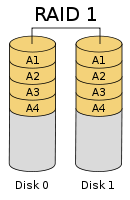 RAID 1
A1 A1
A2 A2
A3 A3
A4 A4
Disk 0 Disk 1